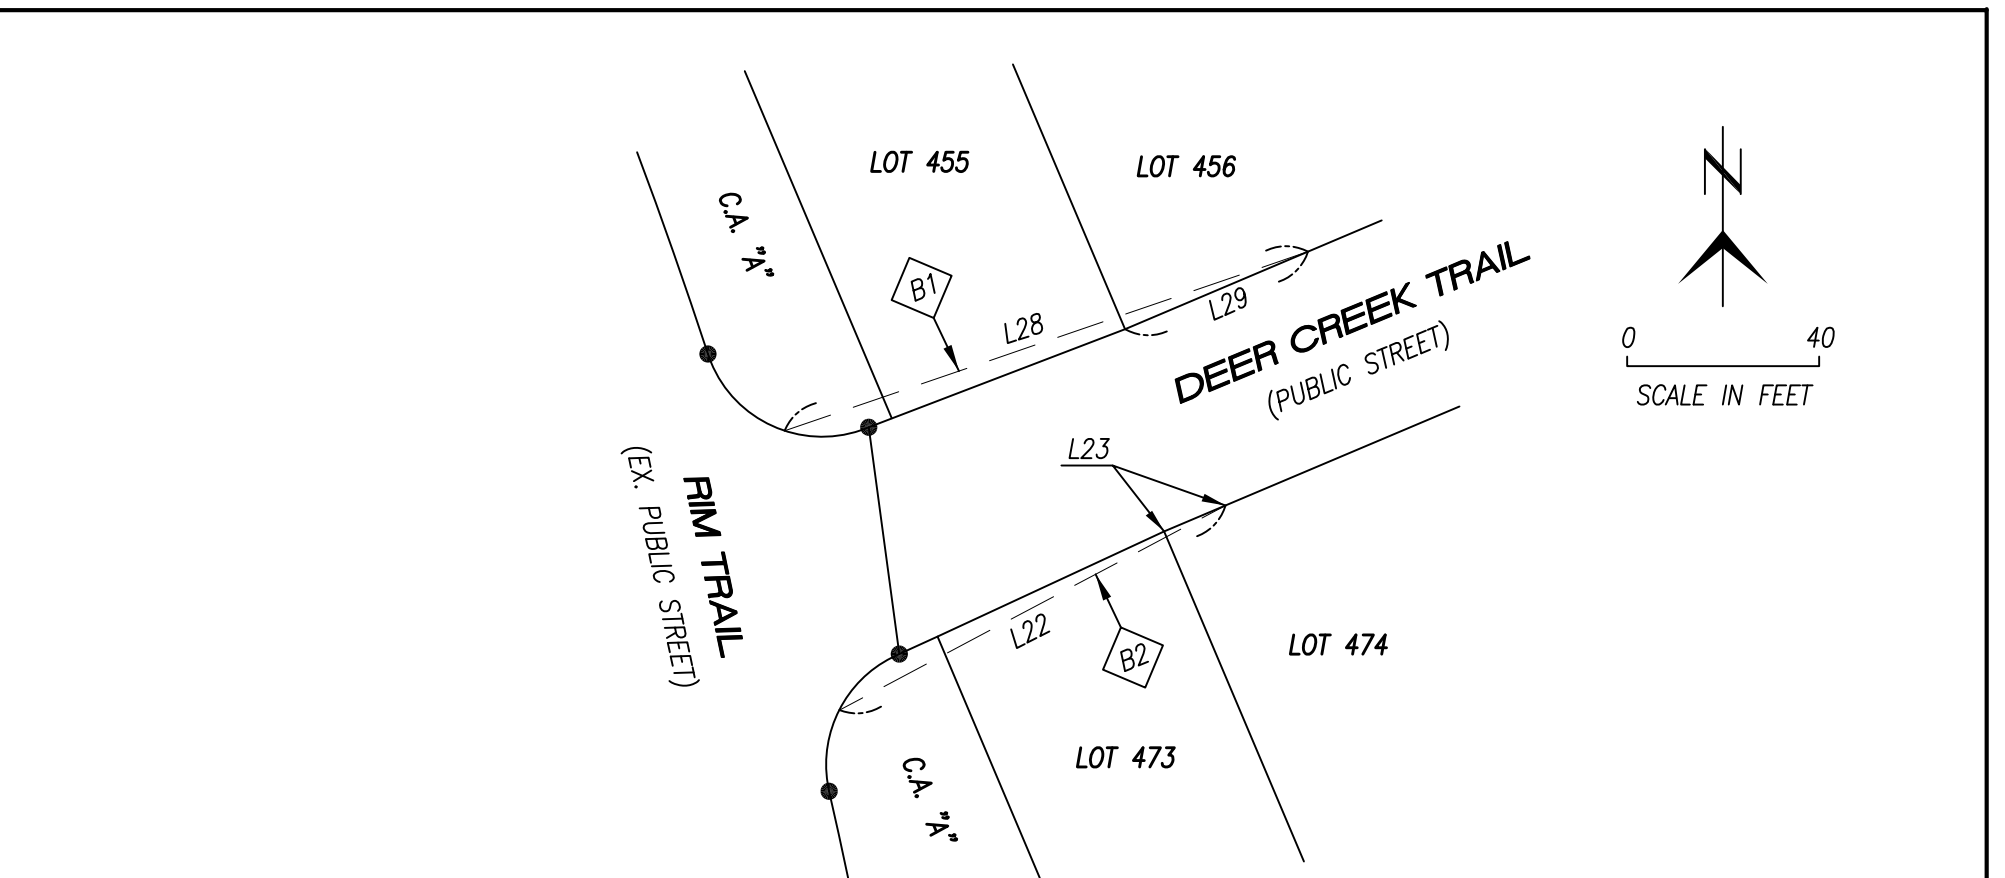 LOT 455
LOT 456
C.A. "A"
B1
L28
L29
DEER CREEK TRAIL
(PUBLIC STREET)
N
0 40
SCALE IN FEET
L23
RIM TRAIL
(EX. PUBLIC STREET)
L22
B2
LOT 474
LOT 473
C.A. "A"